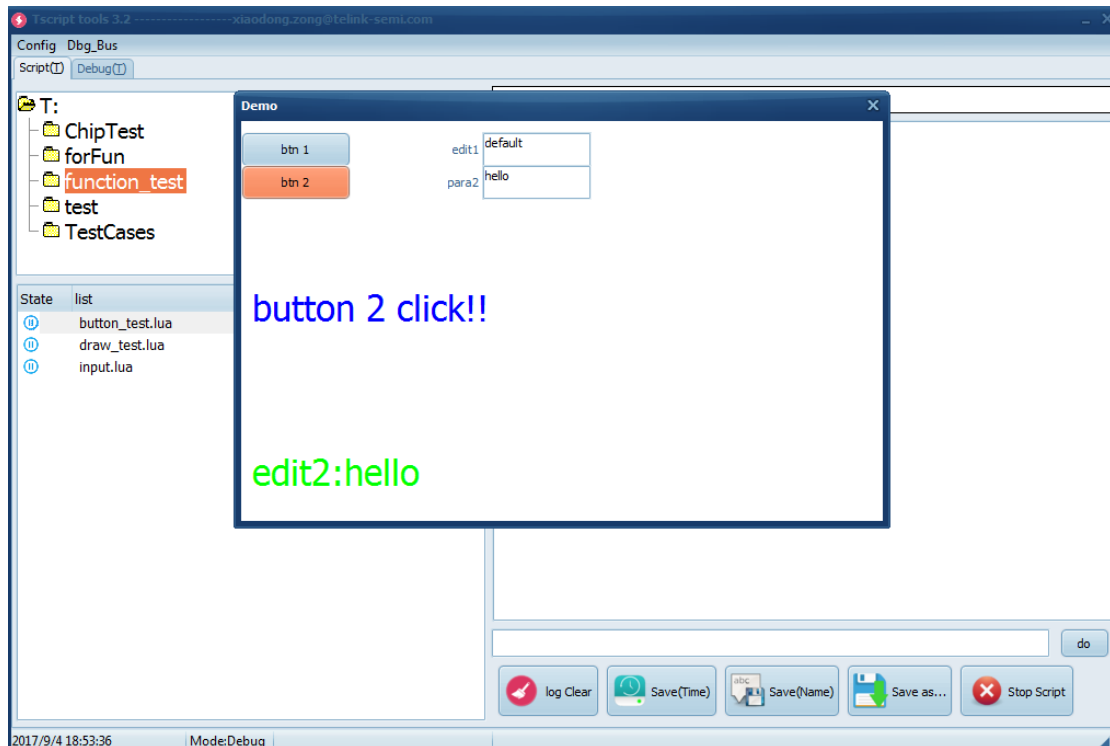 Tscript tools 3.2 ------------------xiaodong.zong@telink-semi.com
Config Dbg_Bus
Script(T) Debug(T)
T:
ChipTest
forFun
function_test
test
TestCases
State list
button_test.lua
draw_test.lua
input.lua
Demo
btn 1 edit1 default
btn 2 para2 hello
button 2 click!!
edit2:hello
do
log Clear Save(Time) abc Save(Name) Save as... Stop Script
2017/9/4 18:53:36 Mode:Debug